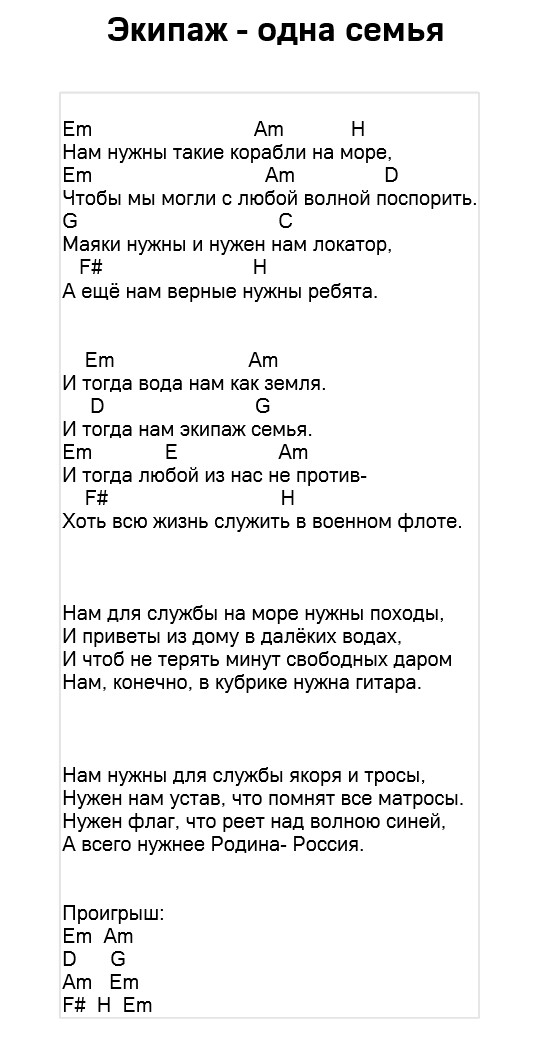 Экипаж - одна семья
Em Am H
Нам нужны такие корабли на море,
Em Am D
Чтобы мы могли с любой волной поспорить.
G C
Маяки нужны и нужен нам локатор,
F# H
А ещё нам верные нужны ребята.
Em Am
И тогда вода нам как земля.
D G
И тогда нам экипаж семья.
Em E Am
И тогда любой из нас не против-
F# H
Хоть всю жизнь служить в военном флоте.
Нам для службы на море нужны походы,
И приветы из дому в далёких водах,
И чтоб не терять минут свободных даром
Нам, конечно, в кубрике нужна гитара.
Нам нужны для службы якоря и тросы,
Нужен нам устав, что помнят все матросы.
Нужен флаг, что реет над волною синей,
А всего нужнее Родина- Россия.
Проигрыш:
Em Am
D G
Am Em
F# H Em